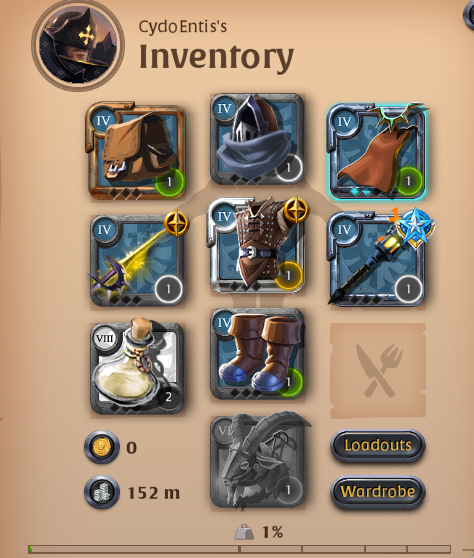 CydoEntis's
Inventory
IV
1
IV
1
IV
1
IV
1
IV
1
IV
1
VIII
2
IV
1
VI
1
0
152 m
Loadouts
Wardrobe
1%